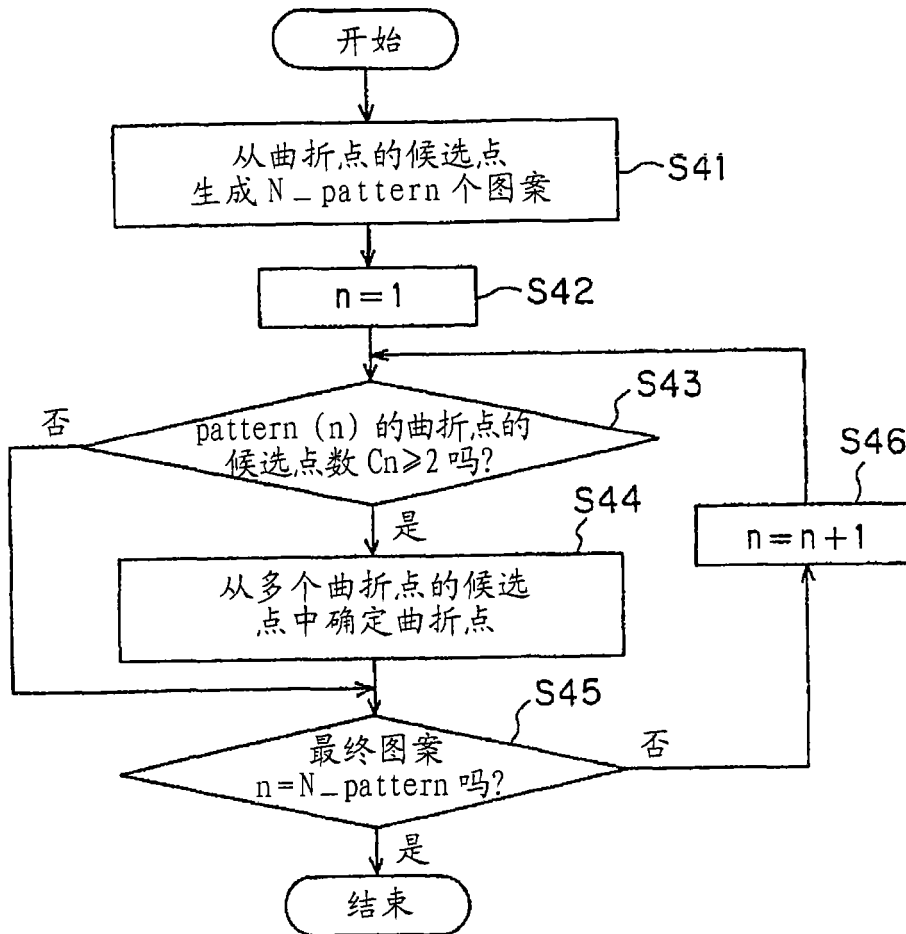 开始
从曲折点的候选点
生成 N_pattern 个图案
S41
n=1
S42
S43
否
pattern (n) 的曲折点的
候选点数 Cn≥2 吗?
S46
n=n+1
是
S44
从多个曲折点的候选
点中确定曲折点
S45
最终图案
n=N_pattern 吗?
否
是
结束